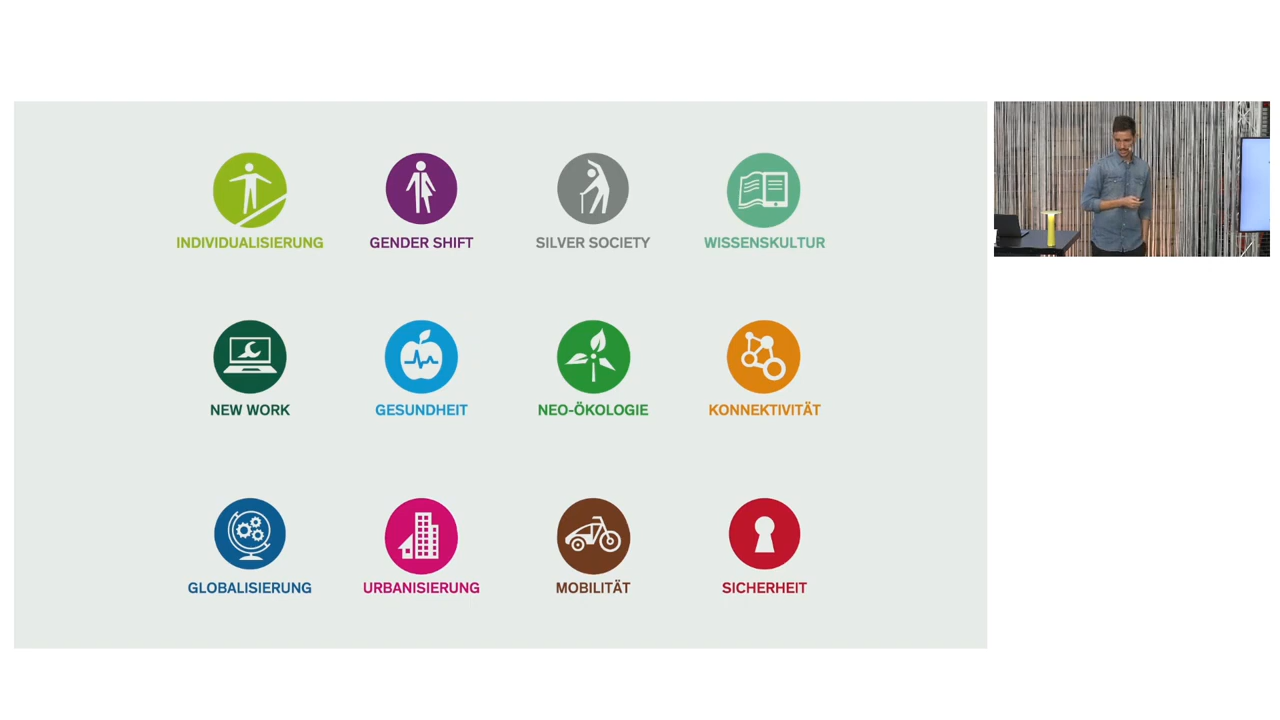 INDIVIDUALISIERUNG
GENDER SHIFT
SILVER SOCIETY
WISSENSKULTUR
NEW WORK
GESUNDHEIT
NEO-ÖKOLOGIE
KONNEKTIVITÄT
GLOBALISIERUNG
URBANISIERUNG
MOBILITÄT
SICHERHEIT